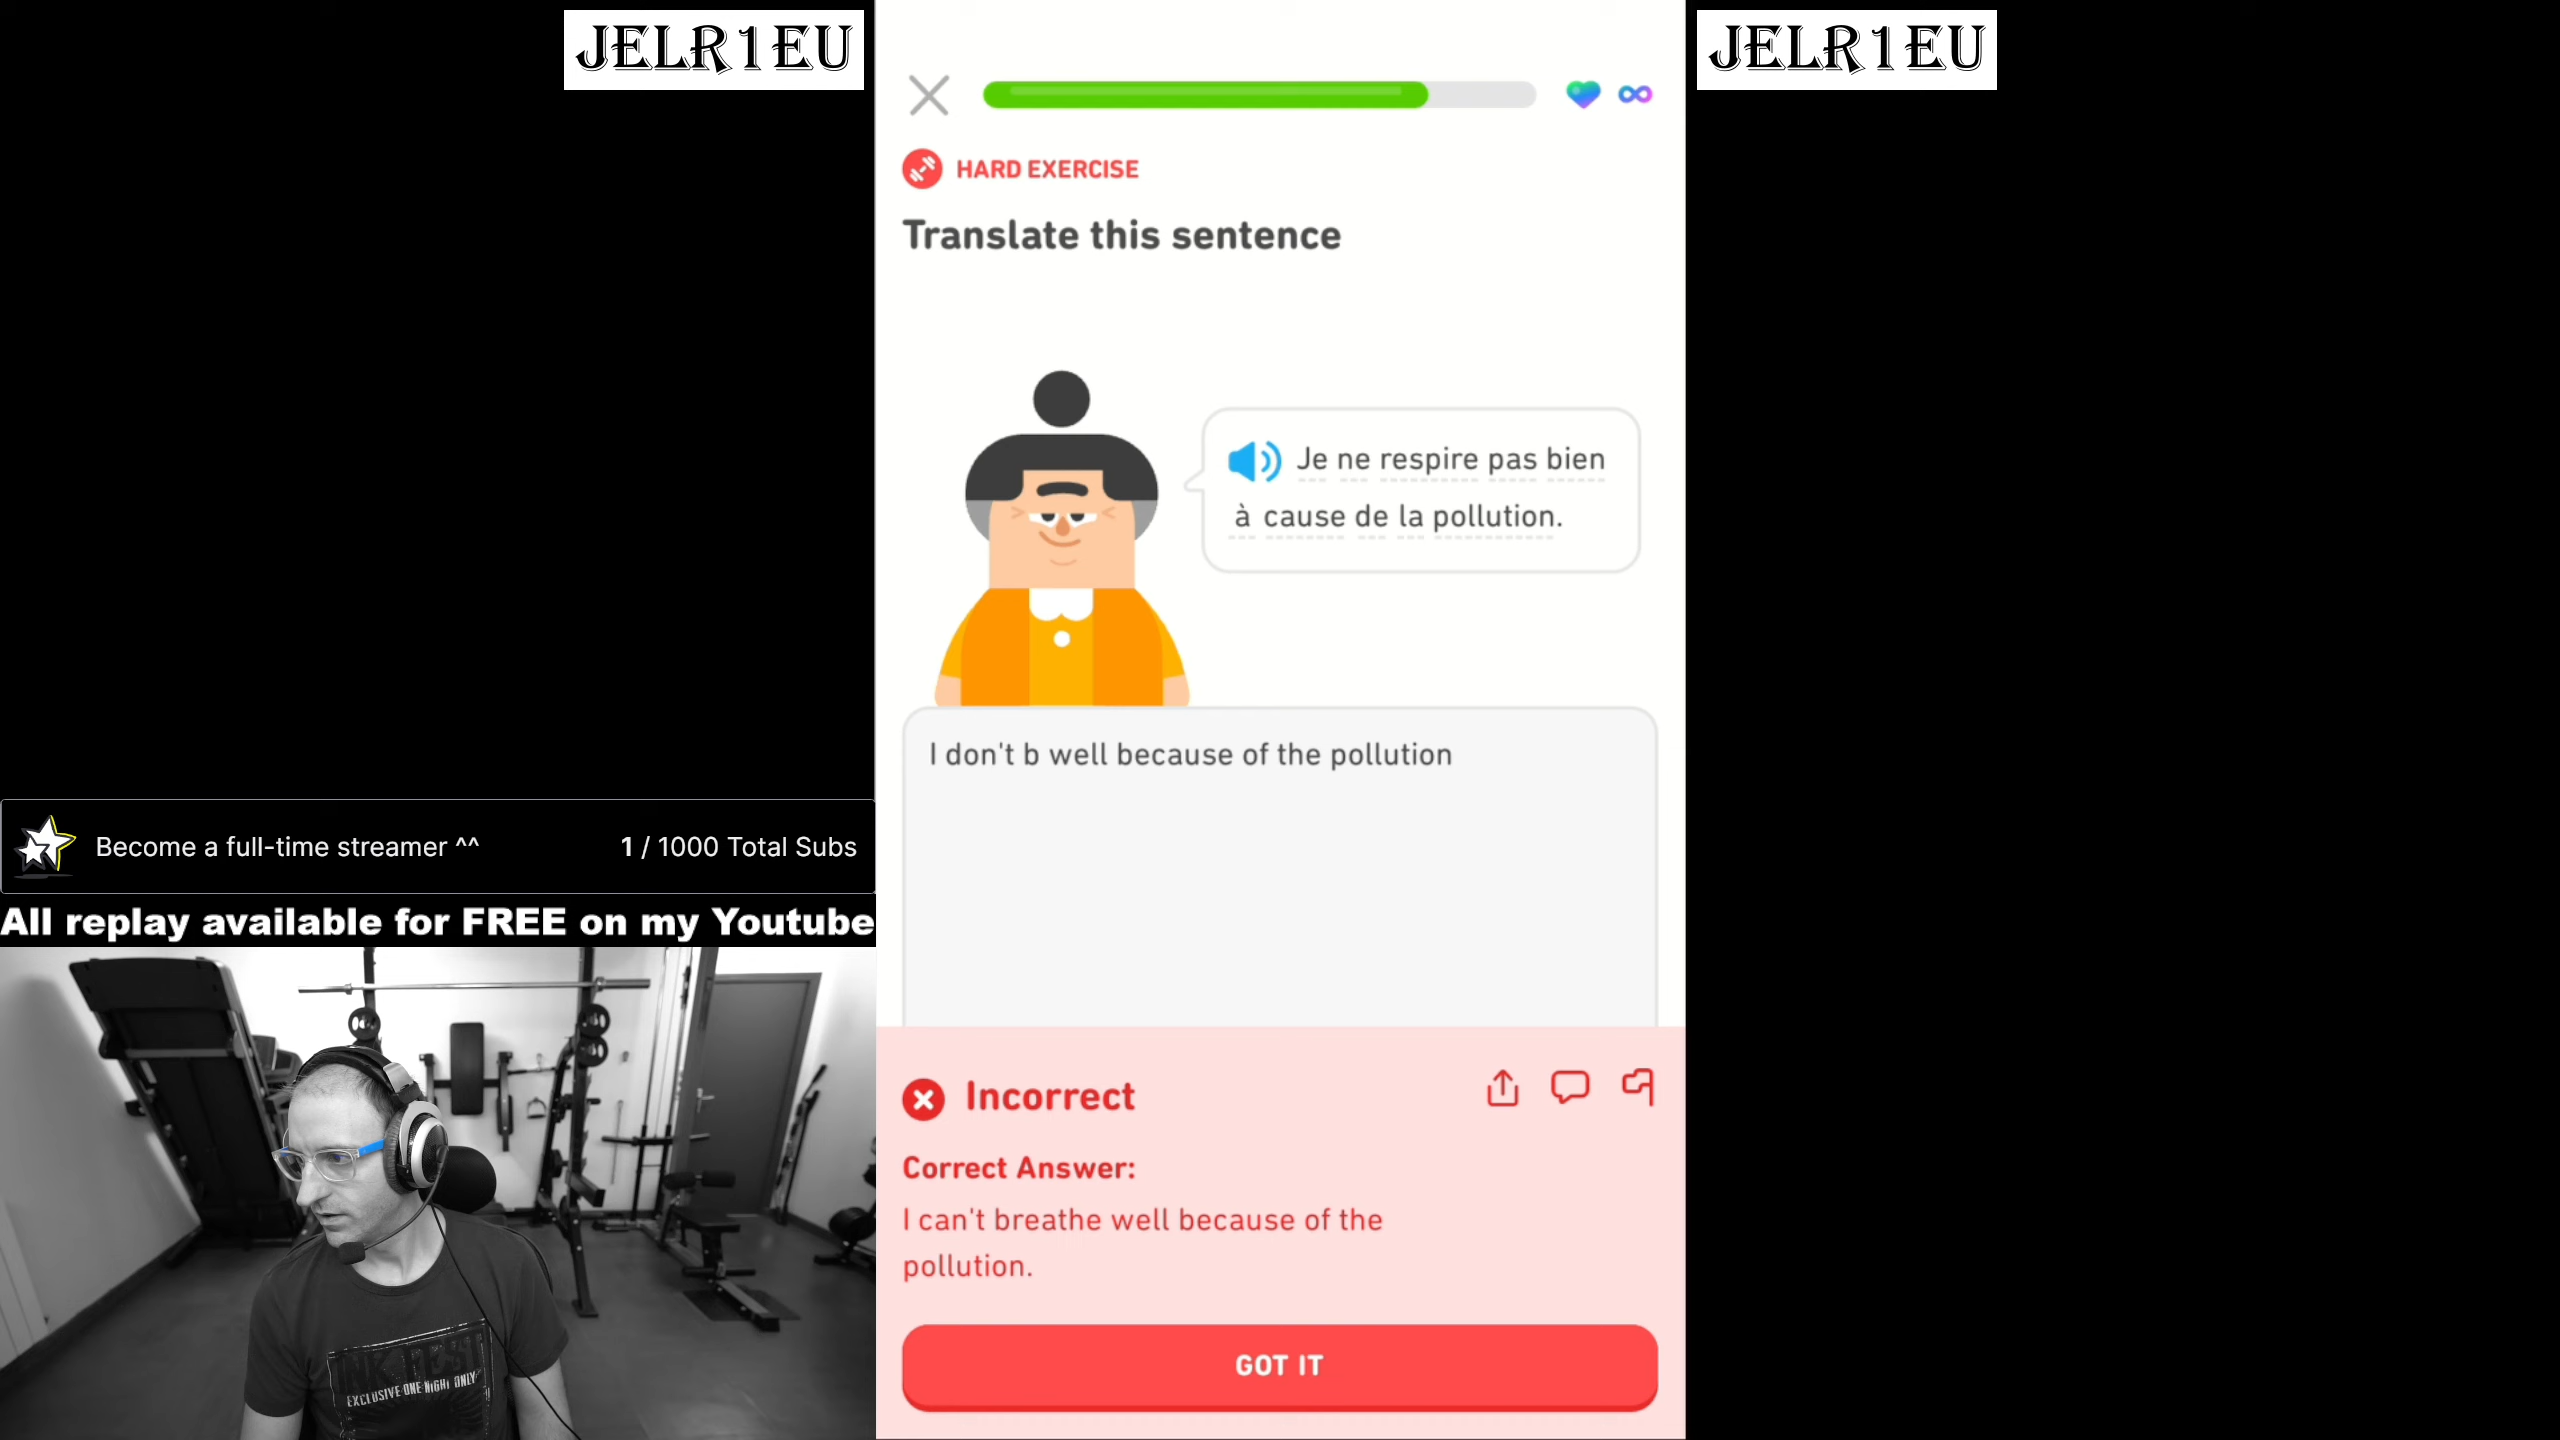 JELR1EU
JELR1EU
HARD EXERCISE
Translate this sentence
Je ne respire pas bien
à cause de la pollution.
I don't b well because of the pollution
Become a full-time streamer ^^ 1 / 1000 Total Subs
All replay available for FREE on my Youtube
EXCLUSIVE ONE NIGHT ONLY
Incorrect
Correct Answer:
I can't breathe well because of the
pollution.
GOT IT